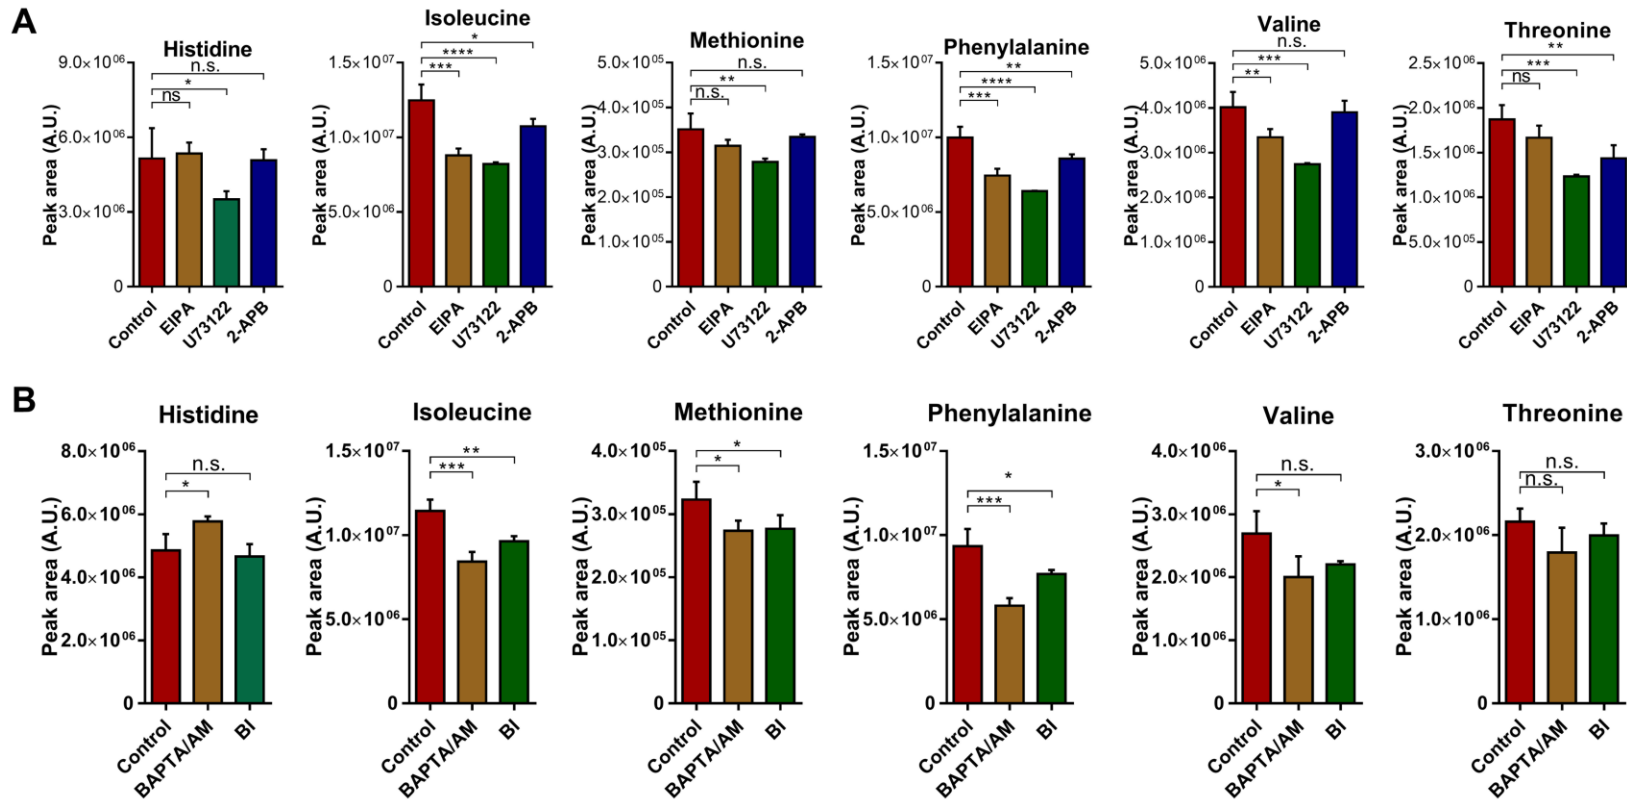 A
Histidine
Peak area (A.U.)
9.0×10^06
6.0×10^06
3.0×10^06
0
n.s.
*
ns
Control
EIPA
U73122
2-APB
Isoleucine
Peak area (A.U.)
1.5×10^07
1.0×10^07
5.0×10^06
0
*
****
***
Control
EIPA
U73122
2-APB
Methionine
Peak area (A.U.)
5.0×10^05
4.0×10^05
3.0×10^05
2.0×10^05
1.0×10^05
0
n.s.
**
n.s.
Control
EIPA
U73122
2-APB
Phenylalanine
Peak area (A.U.)
1.5×10^07
1.0×10^07
5.0×10^06
0
**
****
***
Control
EIPA
U73122
2-APB
Valine
Peak area (A.U.)
5.0×10^06
4.0×10^06
3.0×10^06
2.0×10^06
1.0×10^06
0
n.s.
***
**
Control
EIPA
U73122
2-APB
Threonine
Peak area (A.U.)
2.5×10^06
2.0×10^06
1.5×10^06
1.0×10^06
5.0×10^05
0
**
***
ns
Control
EIPA
U73122
2-APB
B
Histidine
Peak area (A.U.)
8.0×10^06
6.0×10^06
4.0×10^06
2.0×10^06
0
n.s.
*
Control
BAPTA/AM
BI
Isoleucine
Peak area (A.U.)
1.5×10^07
1.0×10^07
5.0×10^06
0
**
***
Control
BAPTA/AM
BI
Methionine
Peak area (A.U.)
4.0×10^05
3.0×10^05
2.0×10^05
1.0×10^05
0
*
*
Control
BAPTA/AM
BI
Phenylalanine
Peak area (A.U.)
1.5×10^07
1.0×10^07
5.0×10^06
0
*
***
Control
BAPTA/AM
BI
Valine
Peak area (A.U.)
4.0×10^06
3.0×10^06
2.0×10^06
1.0×10^06
0
n.s.
*
Control
BAPTA/AM
BI
Threonine
Peak area (A.U.)
3.0×10^06
2.0×10^06
1.0×10^06
0
n.s.
n.s.
Control
BAPTA/AM
BI